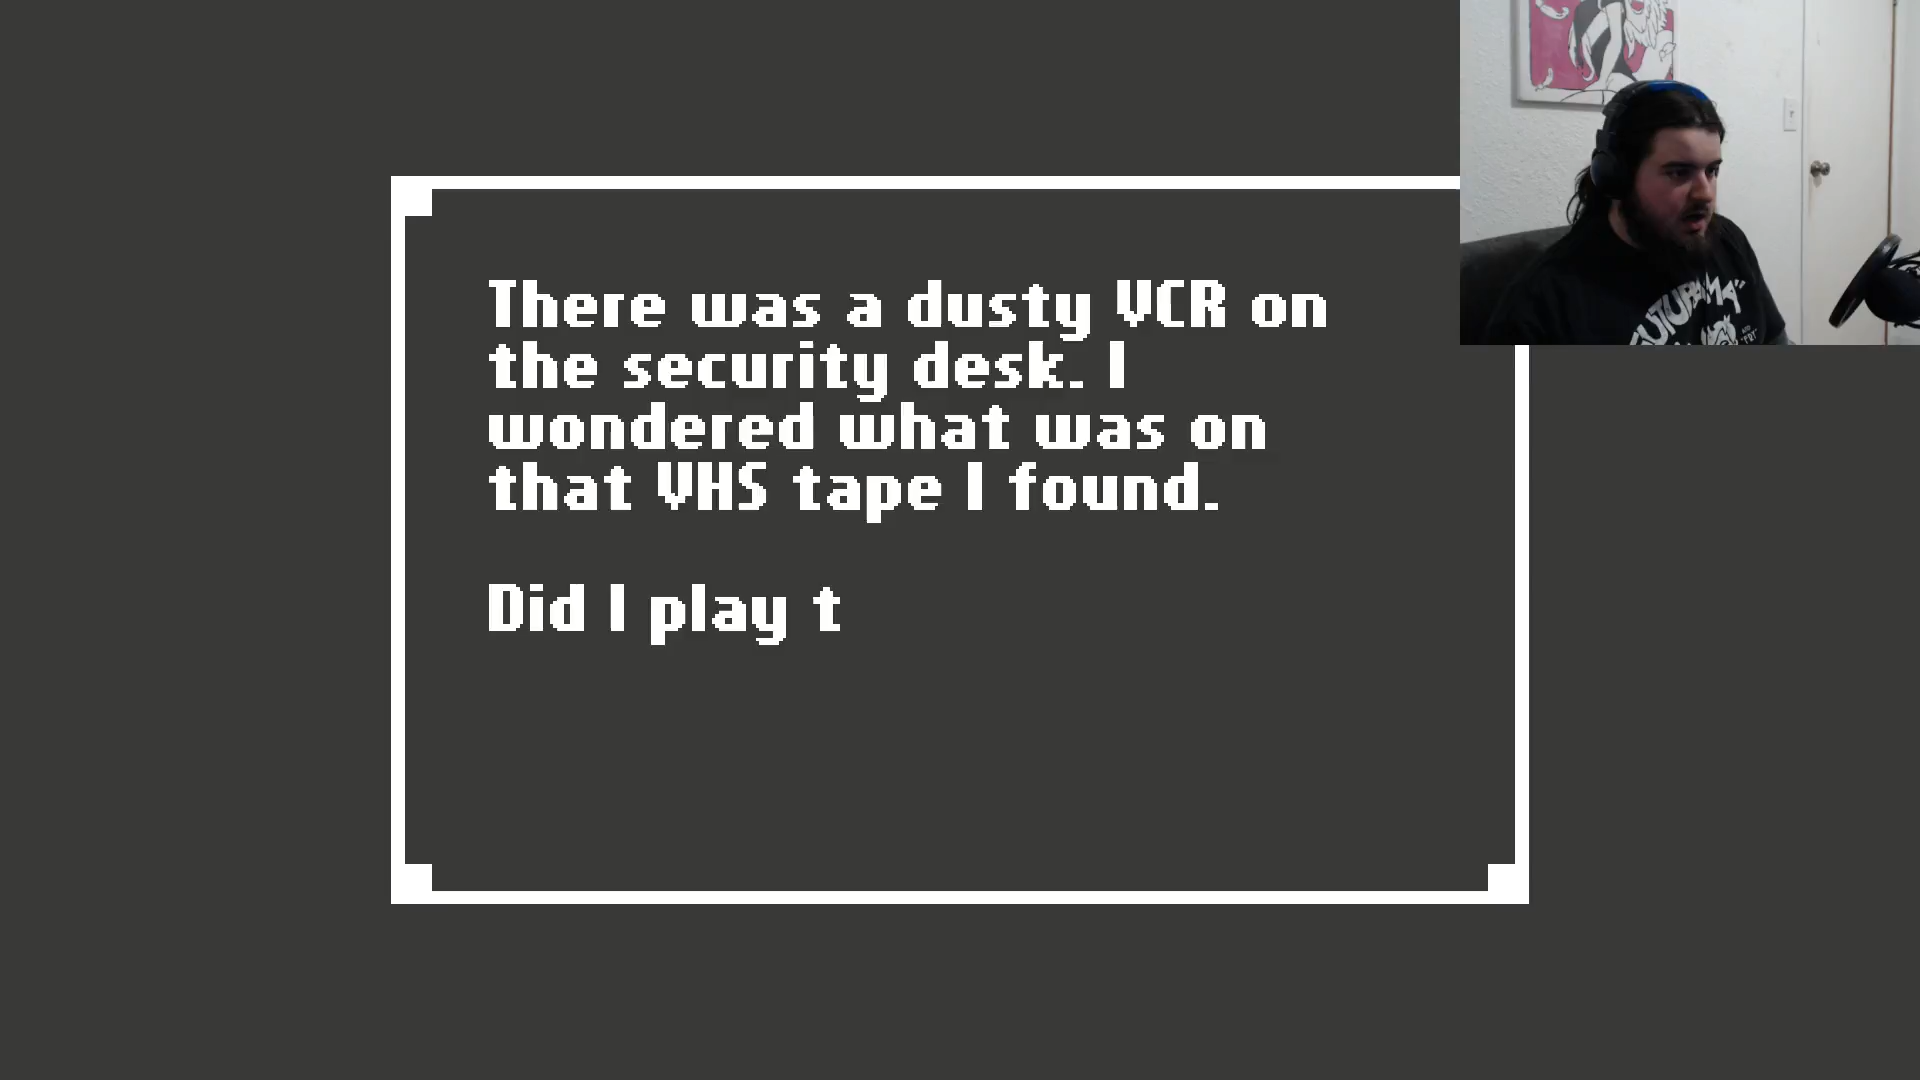 There was a dusty VCR on
the security desk. I
wondered what was on
that VHS tape I found.
Did I play t